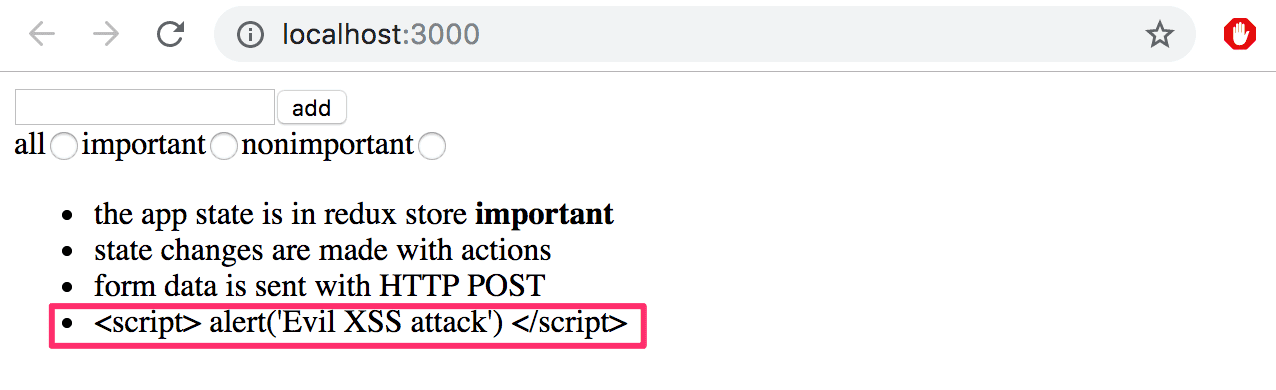 localhost:3000
add
all important nonimportant
the app state is in redux store important
state changes are made with actions
form data is sent with HTTP POST
<script> alert('Evil XSS attack') </script>